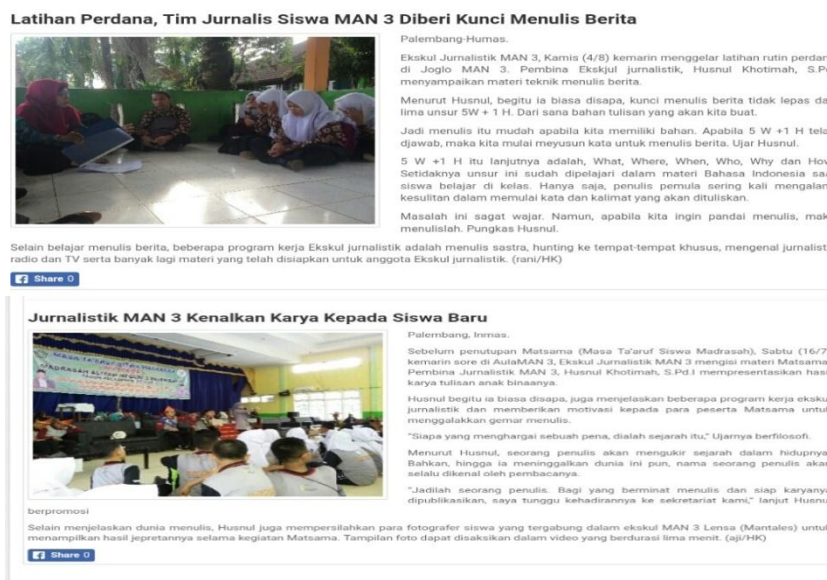 Latihan Perdana, Tim Jurnalis Siswa MAN 3 Diberi Kunci Menulis Berita
Palembang-Humas.
Ekskul Jurnalistik MAN 3, Kamis (4/8) kemarin menggelar latihan rutin perdan
di Joglo MAN 3. Pembina Ekskjul jurnalistik, Husnul Khotimah, S.P
menyampaikan materi teknik menulis berita.
Menurut Husnul, begitu ia biasa disapa, kunci menulis berita tidak lepas da
lima unsur 5W + 1 H. Dari sana bahan tulisan yang akan kita buat.
Jadi menulis itu mudah apabila kita memiliki bahan. Apabila 5 W +1 H tela
djawab, maka kita mulai meyusun kata untuk menulis berita. Ujar Husnul.
5 W +1 H itu lanjutnya adalah, What, Where, When, Who, Why dan How
Setidaknya unsur ini sudah dipelajari dalam materi Bahasa Indonesia sa
siswa belajar di kelas. Hanya saja, penulis pemula sering kali mengalan
kesulitan dalam memulai kata dan kalimat yang akan dituliskan.
Masalah ini sagat wajar. Namun, apabila kita ingin pandai menulis, mak
menulislah. Pungkas Husnul.
Selain belajar menulis berita, beberapa program kerja Ekskul jurnalistik adalah menulis sastra, hunting ke tempat-tempat khusus, mengenal jurnalist
radio dan TV serta banyak lagi materi yang telah disiapkan untuk anggota Ekskul jurnalistik. (rani/HK)
Share 0
Jurnalistik MAN 3 Kenalkan Karya Kepada Siswa Baru
Palembang, Inmas.
Sebelum penutupan Matsama (Masa Ta'aruf Siswa Madrasah), Sabtu (16/7
kemarin sore di AulaMAN 3, Ekskul Jurnalistik MAN 3 mengisi materi Matsama
Pembina Jurnalistik MAN 3, Husnul Khotimah, S.Pd.I mempresentasikan hasi
karya tulisan anak binaanya.
Husnul begitu ia biasa disapa, juga menjelaskan beberapa program kerja eksku
jurnalistik dan memberikan motivasi kepada para peserta Matsama untul
menggalakkan gemar menulis.
"Siapa yang menghargai sebuah pena, dialah sejarah itu," Ujarnya berfilosofi.
Menurut Husnul, seorang penulis akan mengukir sejarah dalam hidupnya
Bahkan, hingga ia meninggalkan dunia ini pun, nama seorang penulis akan
selalu dikenal oleh pembacanya.
"Jadilah seorang penulis. Bagi yang berminat menulis dan siap karyany
dipublikasikan, saya tunggu kehadirannya ke sekretariat kami," lanjut Husnu
berpromosi
Selain menjelaskan dunia menulis, Husnul juga mempersilahkan para fotografer siswa yang tergabung dalam ekskul MAN 3 Lensa (Mantales) untul
menampilkan hasil jepretannya selama kegiatan Matsama. Tampilan foto dapat disaksikan dalam video yang berdurasi lima menit. (aji/HK)
Share 0